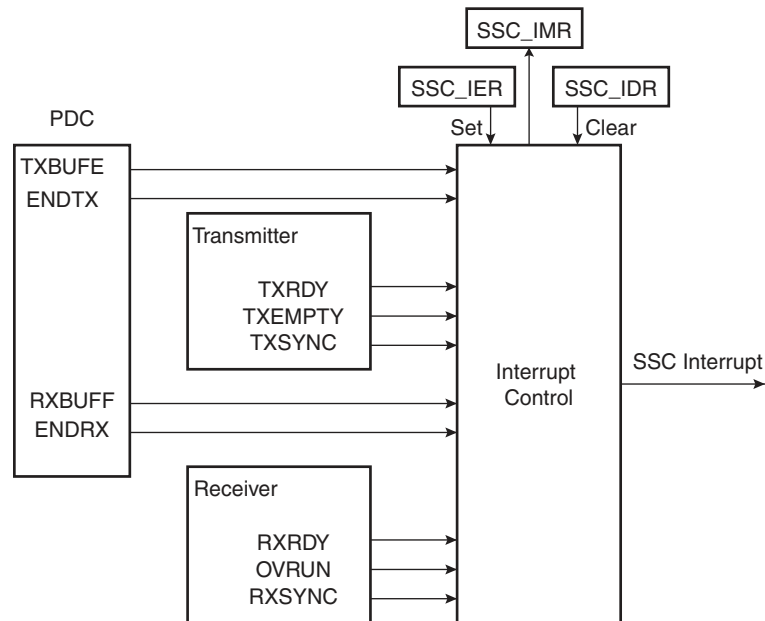 SSC_IMR
SSC_IER
SSC_IDR
PDC
Set
Clear
TXBUFE
ENDTX
Transmitter
TXRDY
TXEMPTY
TXSYNC
SSC Interrupt
Interrupt
Control
RXBUFF
ENDRX
Receiver
RXRDY
OVRUN
RXSYNC